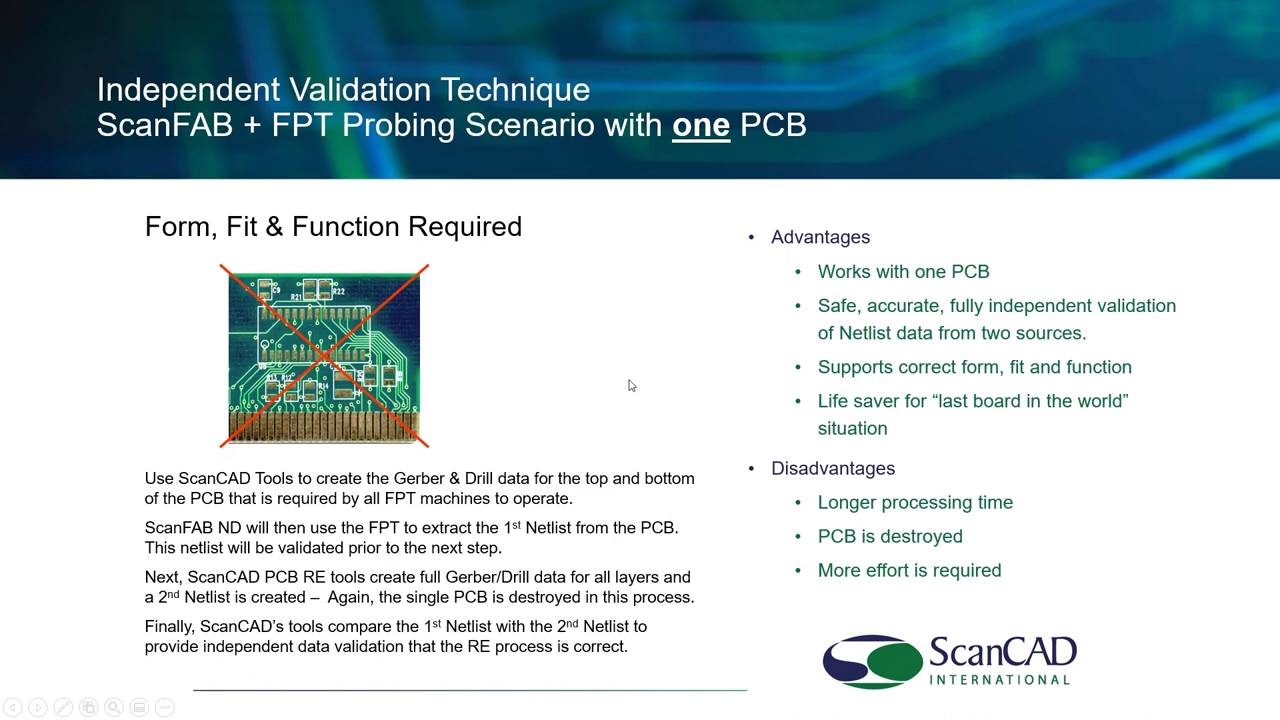 Independent Validation Technique
ScanFAB + FPT Probing Scenario with one PCB
Form, Fit & Function Required
C9
R21
R22
R14
Use ScanCAD Tools to create the Gerber & Drill data for the top and bottom
of the PCB that is required by all FPT machines to operate.
ScanFAB ND will then use the FPT to extract the 1st Netlist from the PCB.
This netlist will be validated prior to the next step.
Next, ScanCAD PCB RE tools create full Gerber/Drill data for all layers and
a 2nd Netlist is created – Again, the single PCB is destroyed in this process.
Finally, ScanCAD's tools compare the 1st Netlist with the 2nd Netlist to
provide independent data validation that the RE process is correct.
• Advantages
• Works with one PCB
• Safe, accurate, fully independent validation
of Netlist data from two sources.
• Supports correct form, fit and function
• Life saver for “last board in the world”
situation
• Disadvantages
• Longer processing time
• PCB is destroyed
• More effort is required
ScanCAD
INTERNATIONAL